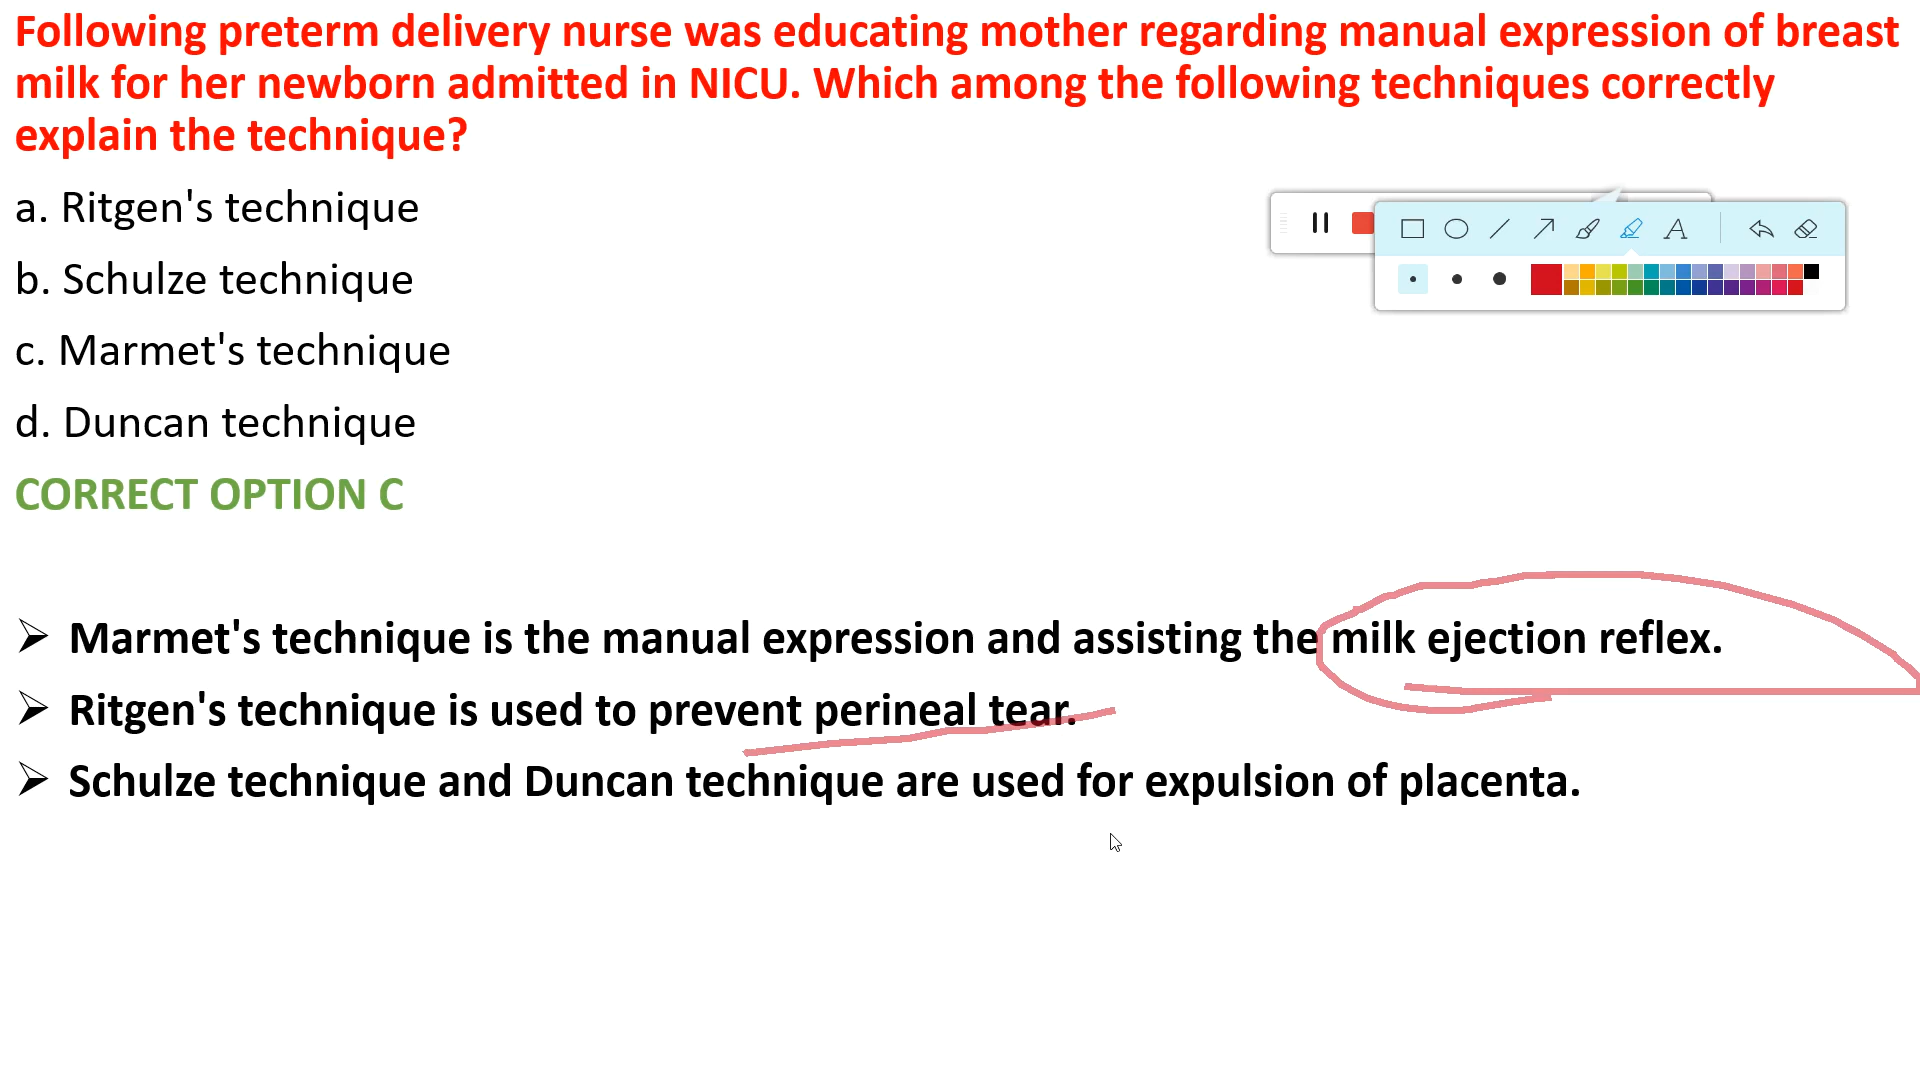 Following preterm delivery nurse was educating mother regarding manual expression of breast
milk for her newborn admitted in NICU. Which among the following techniques correctly
explain the technique?
a. Ritgen's technique
b. Schulze technique
c. Marmet's technique
d. Duncan technique
CORRECT OPTION C
➢ Marmet's technique is the manual expression and assisting the milk ejection reflex.
➢ Ritgen's technique is used to prevent perineal tear.
➢ Schulze technique and Duncan technique are used for expulsion of placenta.